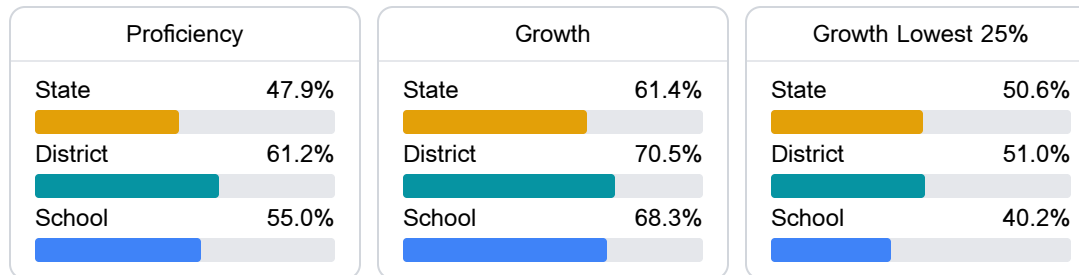 Proficiency
State 47.9%
District 61.2%
School 55.0%
Growth
State 61.4%
District 70.5%
School 68.3%
Growth Lowest 25%
State 50.6%
District 51.0%
School 40.2%